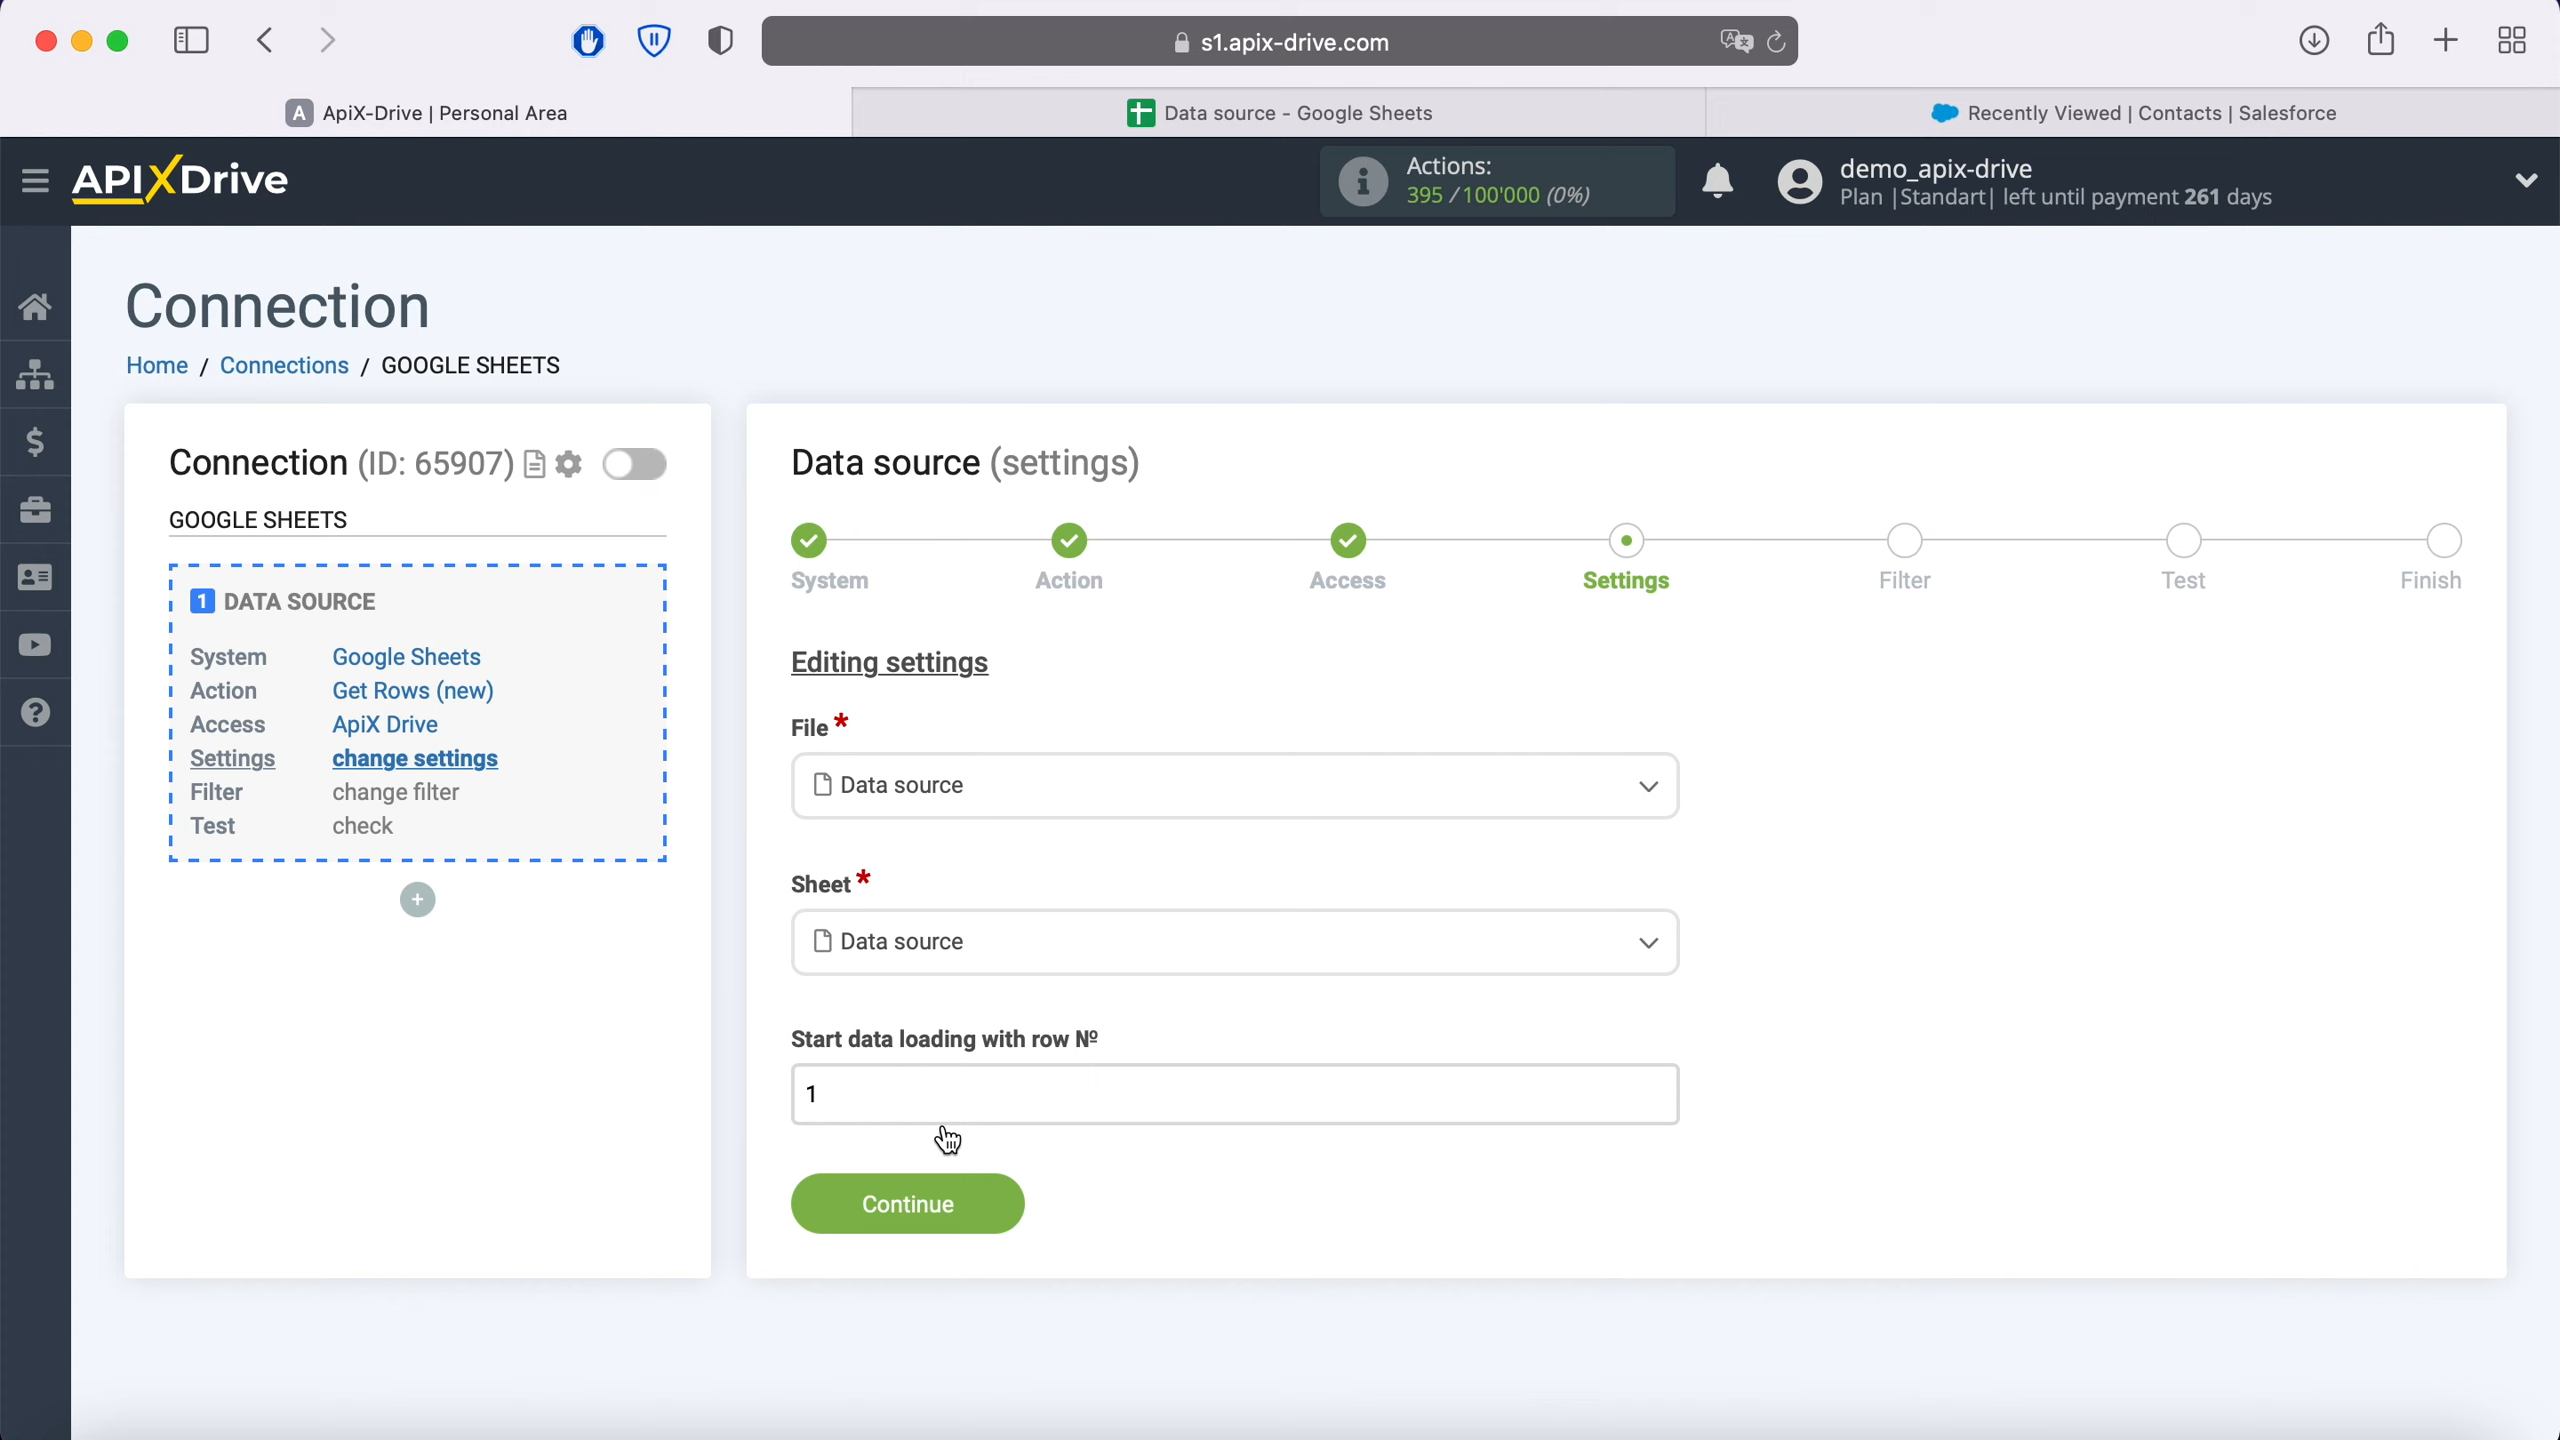 s1.apix-drive.com
A ApiX-Drive | Personal Area
Data source - Google Sheets
Recently Viewed | Contacts | Salesforce
APIXDrive
Actions:
395 / 100'000 (0%)
demo_apix-drive
Plan |Standart| left until payment 261 days
Connection
Home / Connections / GOOGLE SHEETS
Connection (ID: 65907)
GOOGLE SHEETS
1 DATA SOURCE
System Google Sheets
Action Get Rows (new)
Access ApiX Drive
Settings change settings
Filter change filter
Test check
+
Data source (settings)
System Action Access Settings Filter Test Finish
Editing settings
File *
Data source
Sheet *
Data source
Start data loading with row №
1
Continue